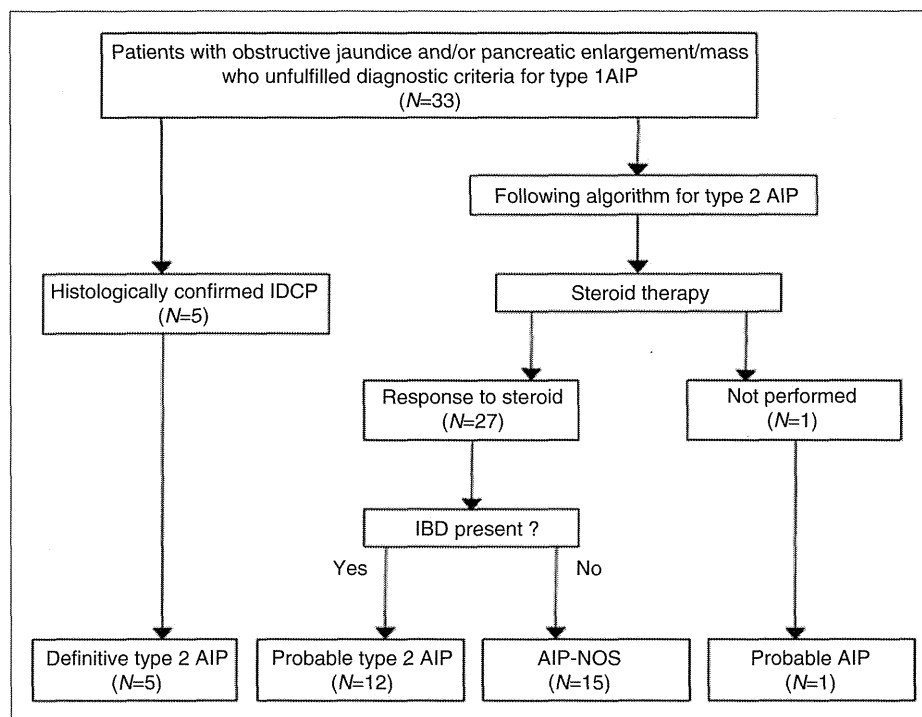 Patients with obstructive jaundice and/or pancreatic enlargement/mass
who unfulfilled diagnostic criteria for type 1AIP
(N=33)
Following algorithm for type 2 AIP
Histologically confirmed IDCP
(N=5)
Steroid therapy
Response to steroid
(N=27)
Not performed
(N=1)
IBD present ?
Yes
No
Definitive type 2 AIP
(N=5)
Probable type 2 AIP
(N=12)
AIP-NOS
(N=15)
Probable AIP
(N=1)